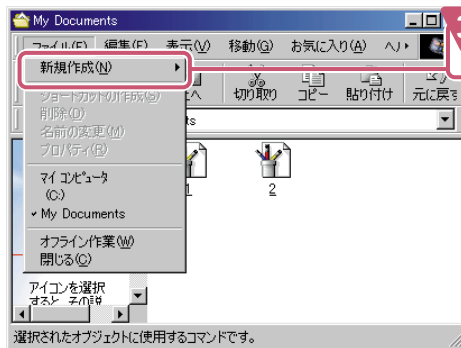 My Documents
ファイル(F) 編集(E) 表示(V) 移動(G) お気に入り(A) ヘル
新規作成(N)
切り取り コピー 貼り付け 元に戻す
ショートカットの作成(S)
削除(D)
名前の変更(M)
プロパティ(R)
マイ コンピュータ
(C:)
My Documents
オフライン作業(W)
閉じる(C)
1 2
アイコンを選択
すると、その説
選択されたオブジェクトに使用するコマンドです。